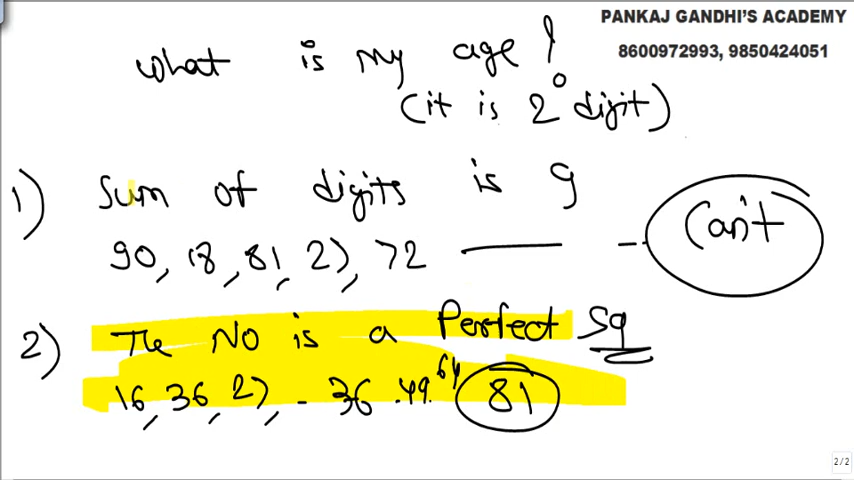 PANKAJ GANDHI'S ACADEMY
8600972993, 9850424051
what is my age?
(it is 2° digit)
1) Sum of digits is 9
90, 18, 81, 27, 72 — – Can't
2) The No is a Perfect Sq
16, 36, 27, - 36 .49. 64 81
2/2